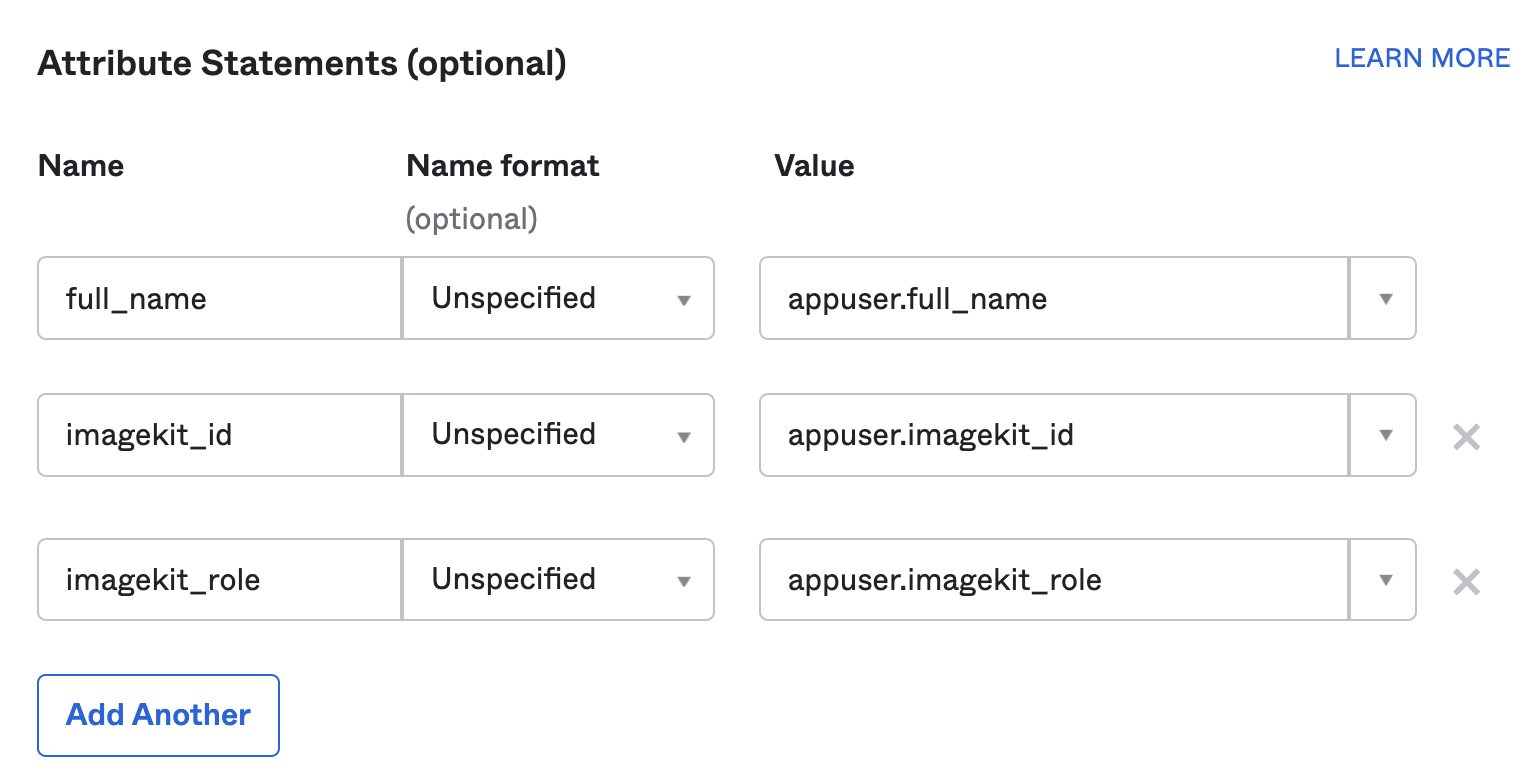 Attribute Statements (optional)
LEARN MORE
Name
Name format
Value
(optional)
full_name
Unspecified
appuser.full_name
imagekit_id
Unspecified
appuser.imagekit_id
imagekit_role
Unspecified
appuser.imagekit_role
Add Another